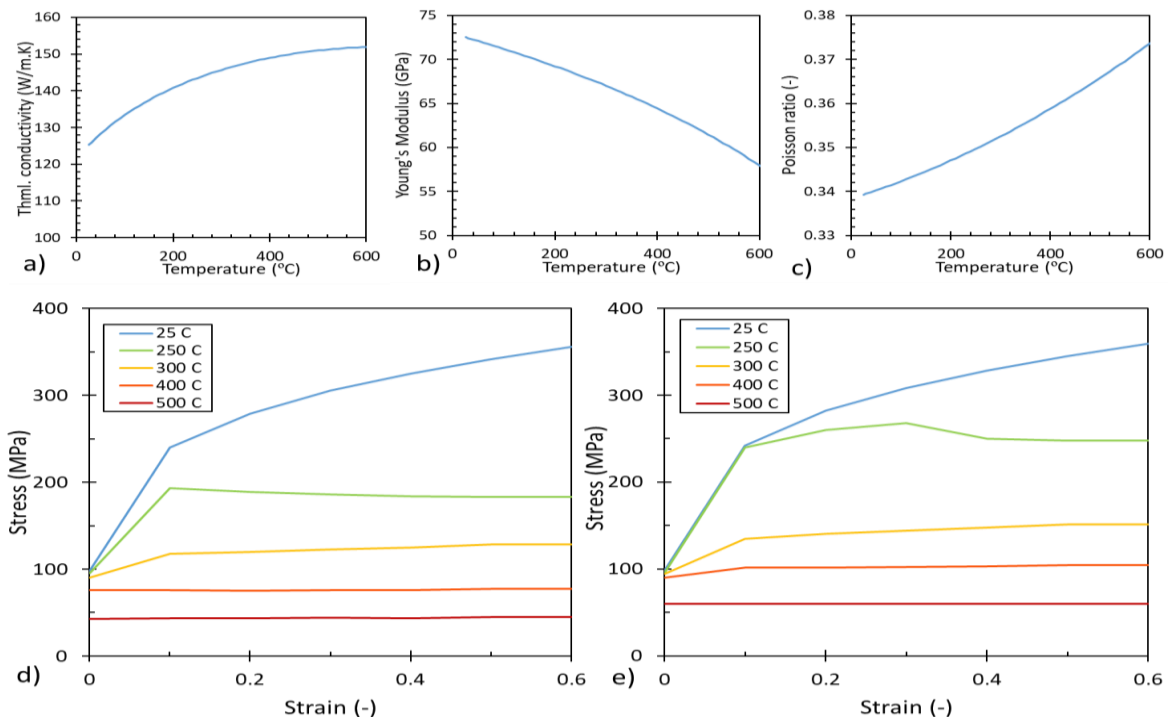 160
150
140
130
120
110
100
0
200
400
600
Thml. conductivity (W/m.K)
Temperature (°C)
a)
75
70
65
60
55
50
0
200
400
600
Young's Modulus (GPa)
Temperature (°C)
b)
0.38
0.37
0.36
0.35
0.34
0.33
0
200
400
600
Poisson ratio (-)
Temperature (°C)
c)
400
300
200
100
0
0
0.2
0.4
0.6
Stress (MPa)
Strain (-)
25 C
250 C
300 C
400 C
500 C
d)
400
300
200
100
0
0
0.2
0.4
0.6
Stress (MPa)
Strain (-)
25 C
250 C
300 C
400 C
500 C
e)